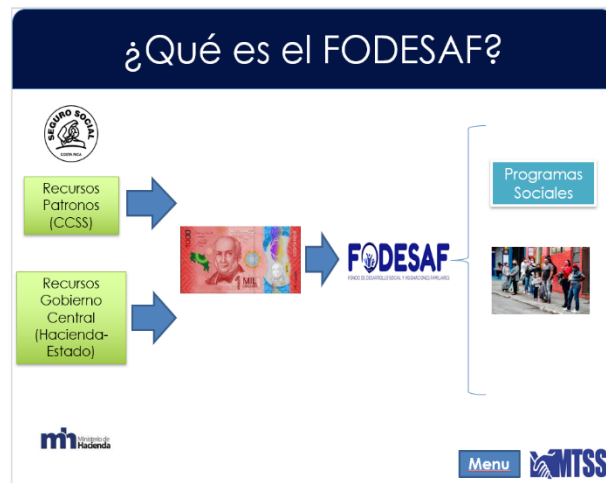 ¿Qué es el FODESAF?
SEGURO SOCIAL
COSTA RICA
Recursos
Patronos
(CCSS)
Recursos
Gobierno
Central
(Hacienda-
Estado)
1000
1 MIL
FODESAF
FONDO DE DESARROLLO SOCIAL Y ASIGNACIONES FAMILIARES
Programas
Sociales
Ministerio de
Hacienda
Menu
MTSS